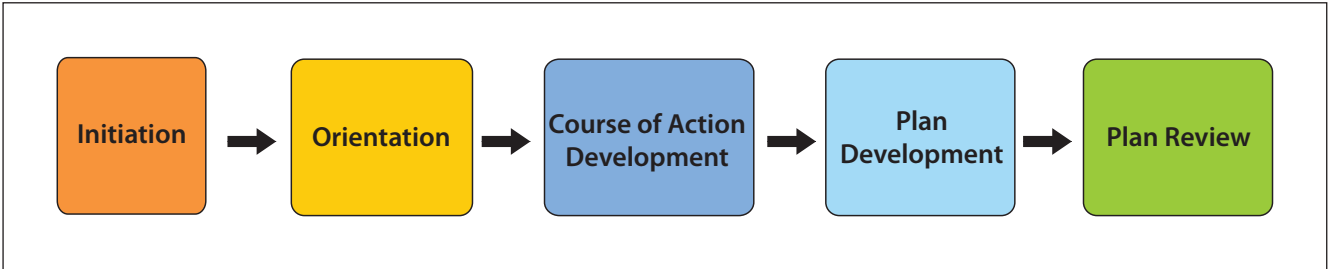 Initiation
Orientation
Course of Action
Development
Plan
Development
Plan Review